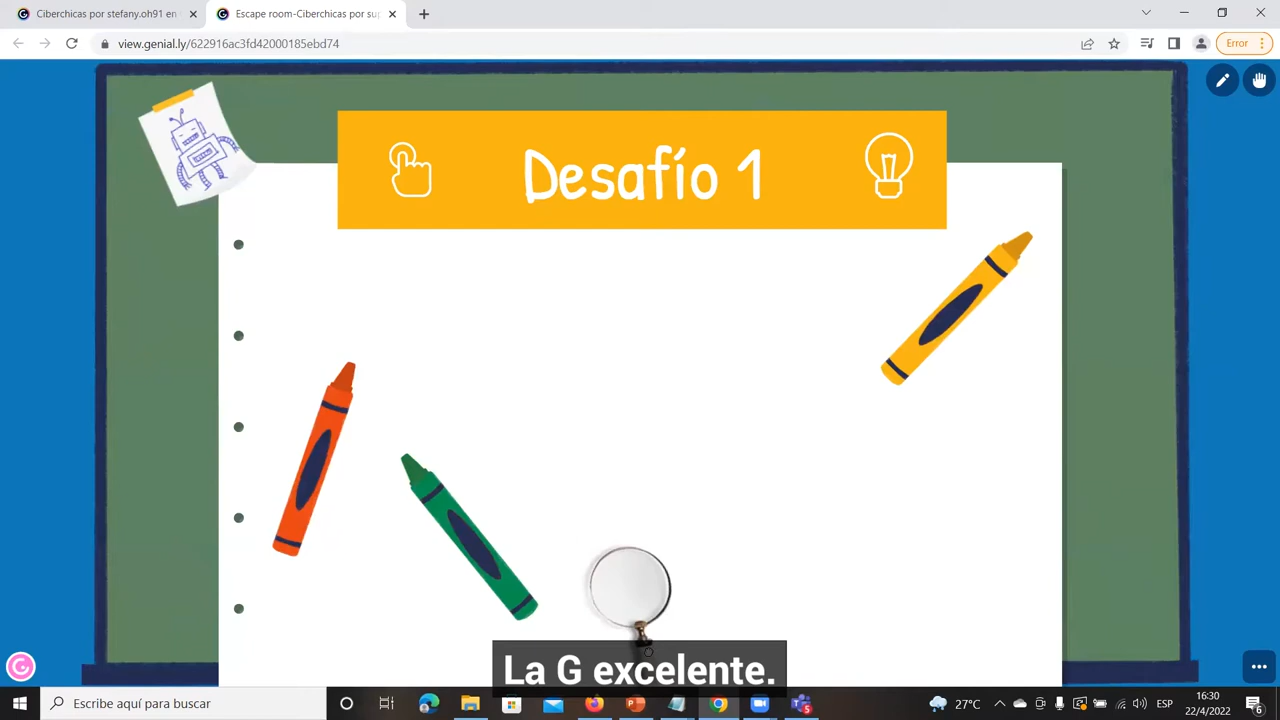 Ciberchicas por stefany.oh91 en
Escape room-Ciberchicas por su
view.genial.ly/622916ac3fd42000185ebd74
Error
Desafío 1
La G excelente.
Escribe aquí para buscar
27°C
ESP
16:30
22/4/2022
6